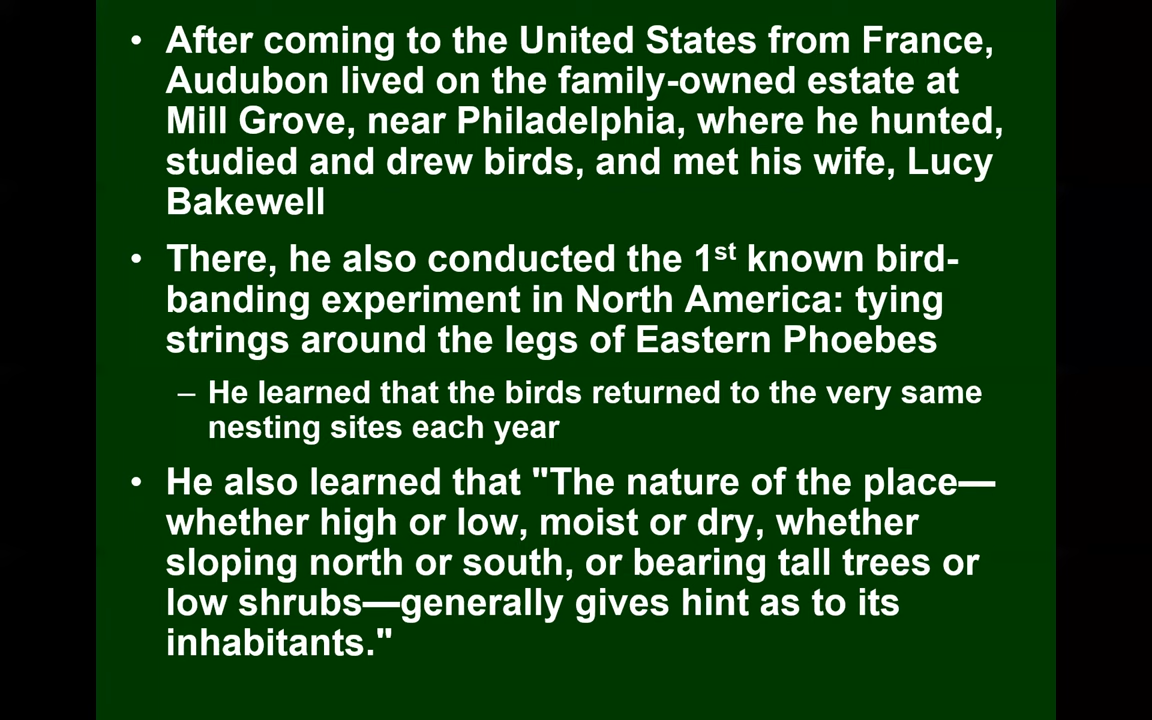 • After coming to the United States from France,
Audubon lived on the family-owned estate at
Mill Grove, near Philadelphia, where he hunted,
studied and drew birds, and met his wife, Lucy
Bakewell
• There, he also conducted the 1st known bird-
banding experiment in North America: tying
strings around the legs of Eastern Phoebes
– He learned that the birds returned to the very same
nesting sites each year
• He also learned that "The nature of the place—
whether high or low, moist or dry, whether
sloping north or south, or bearing tall trees or
low shrubs—generally gives hint as to its
inhabitants."